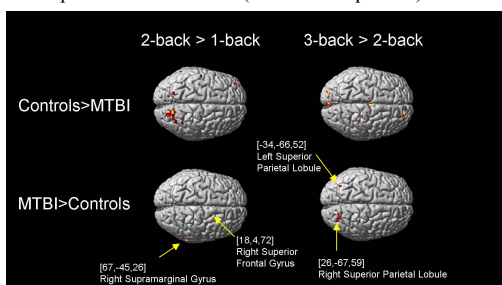 2-back > 1-back
3-back > 2-back
Controls>MTBI
[-34,-66,52]
Left Superior
Parietal Lobule
MTBI>Controls
[18,4,72]
Right Superior
Frontal Gyrus
[67,-45,26]
Right Supramarginal Gyrus
[26,-67,59]
Right Superior Parietal Lobule